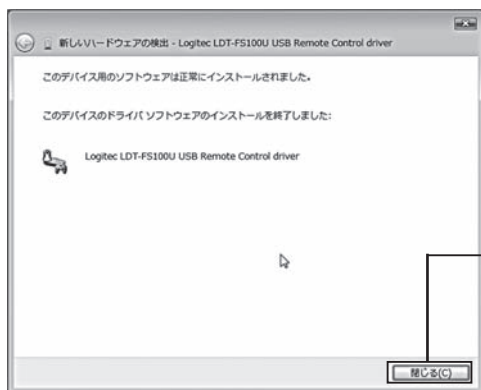 新しいハードウェアの検出 - Logitec LDT-FS100U USB Remote Control driver
このデバイス用のソフトウェアは正常にインストールされました。
このデバイスのドライバ ソフトウェアのインストールを終了しました:
Logitec LDT-FS100U USB Remote Control driver
閉じる(C)